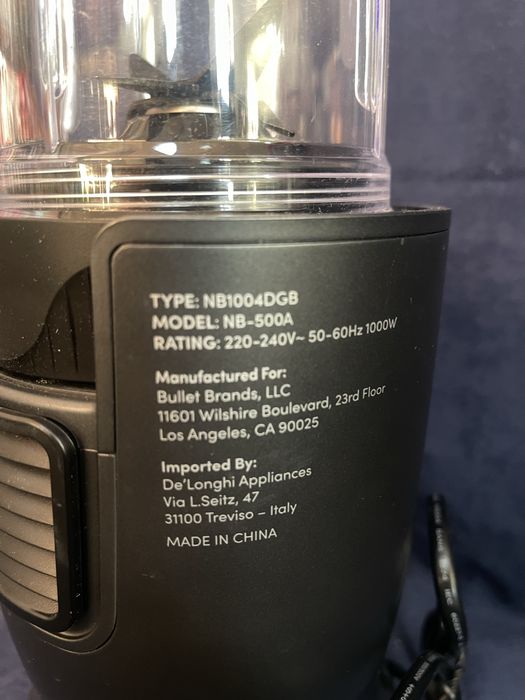 TYPE: NB1004DGB
MODEL: NB-500A
RATING: 220-240V~ 50-60Hz 1000W
Manufactured For:
Bullet Brands, LLC
11601 Wilshire Boulevard, 23rd Floor
Los Angeles, CA 90025
Imported By:
De'Longhi Appliances
Via L.Seitz, 47
31100 Treviso – Italy
MADE IN CHINA